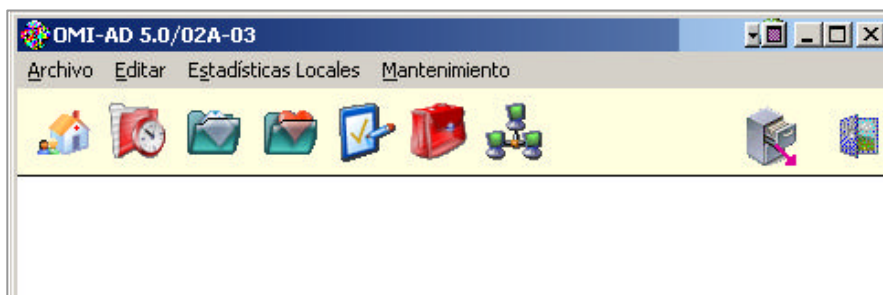 OMI-AD 5.0/02A-03
Archivo Editar Estadísticas Locales Mantenimiento